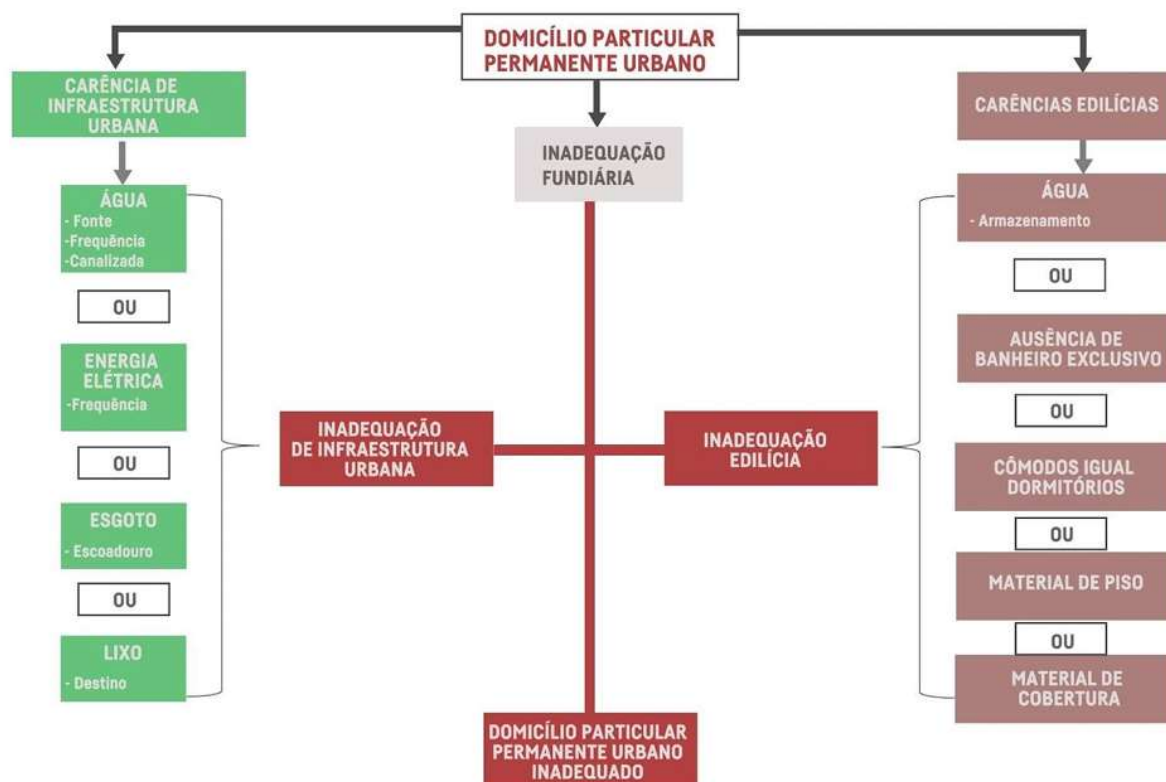 DOMICÍLIO PARTICULAR
PERMANENTE URBANO
CARÊNCIA DE
INFRAESTRUTURA
URBANA
ÁGUA
- Fonte
-Frequência
-Canalizada
OU
ENERGIA
ELÉTRICA
-Frequência
OU
ESGOTO
- Escoadouro
OU
LIXO
- Destino
INADEQUAÇÃO
FUNDIÁRIA
INADEQUAÇÃO
DE INFRAESTRUTURA
URBANA
INADEQUAÇÃO
EDILÍCIA
DOMICÍLIO PARTICULAR
PERMANENTE URBANO
INADEQUADO
CARÊNCIAS EDILÍCIAS
ÁGUA
- Armazenamento
OU
AUSÊNCIA DE
BANHEIRO EXCLUSIVO
OU
CÔMODOS IGUAL
DORMITÓRIOS
OU
MATERIAL DE PISO
OU
MATERIAL DE
COBERTURA